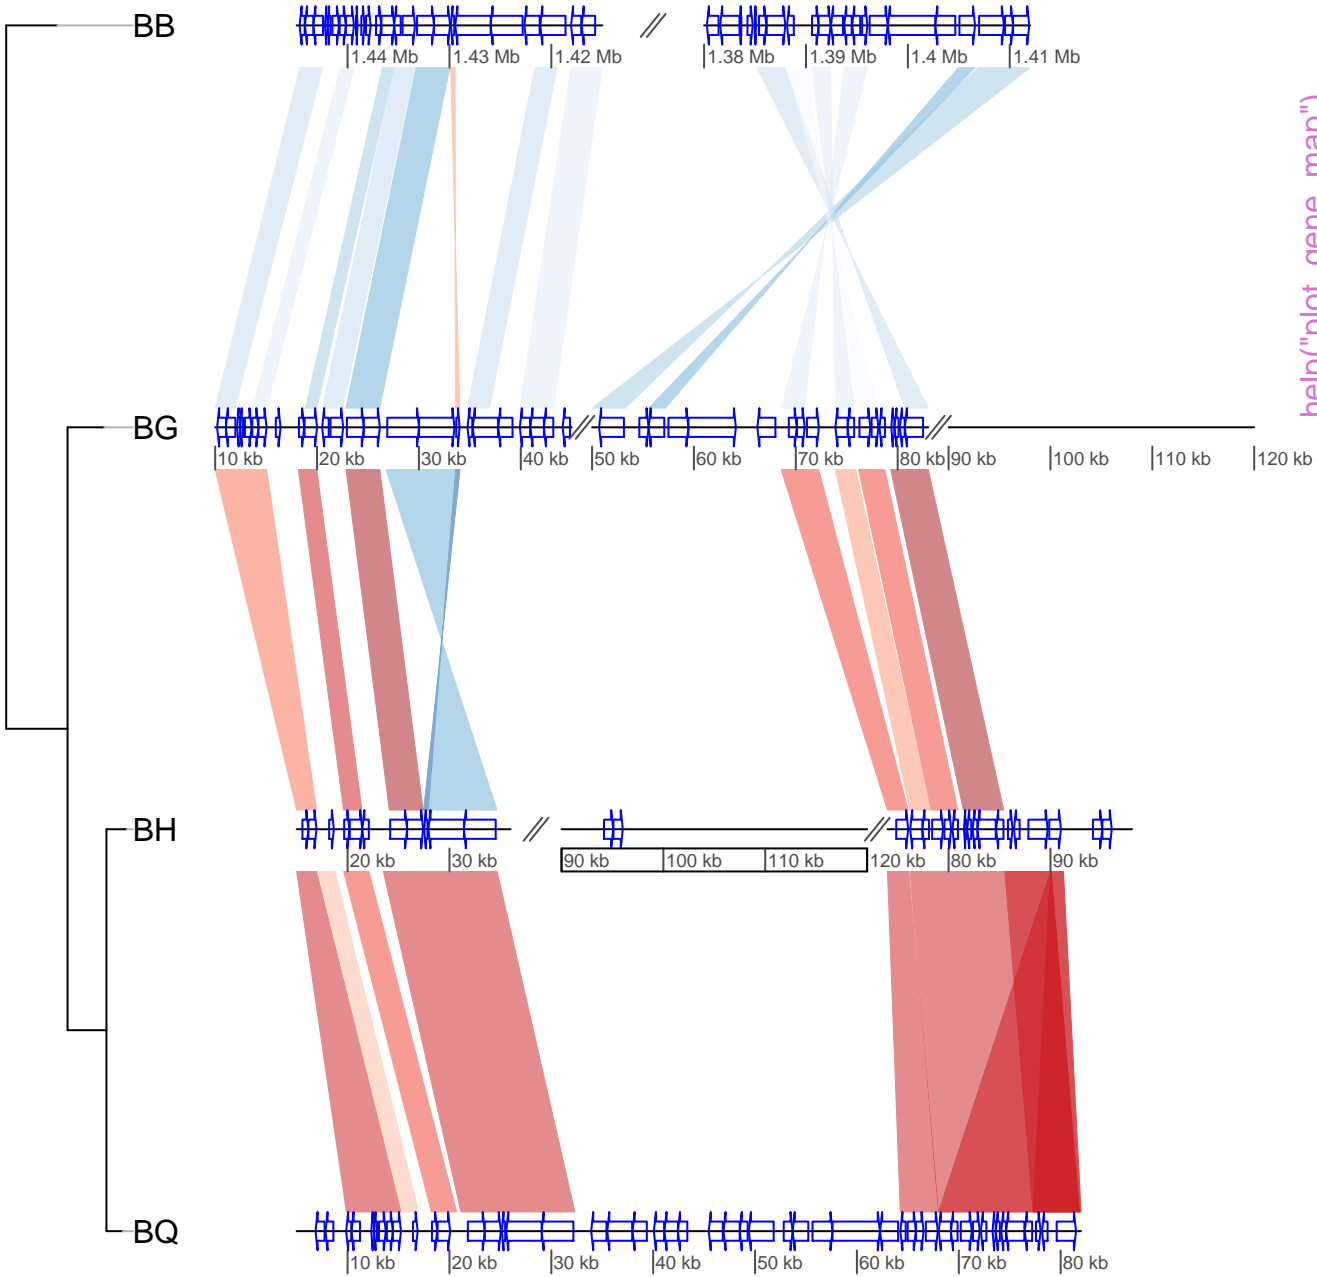 BB
1.44 Mb 1.43 Mb 1.42 Mb 1.38 Mb 1.39 Mb 1.4 Mb 1.41 Mb
help("plot_gene_map")
BG
10 kb 20 kb 30 kb 40 kb 50 kb 60 kb 70 kb 80 kb 90 kb 100 kb 110 kb 120 kb
BH
20 kb 30 kb 90 kb 100 kb 110 kb 120 kb 80 kb 90 kb
BQ
10 kb 20 kb 30 kb 40 kb 50 kb 60 kb 70 kb 80 kb